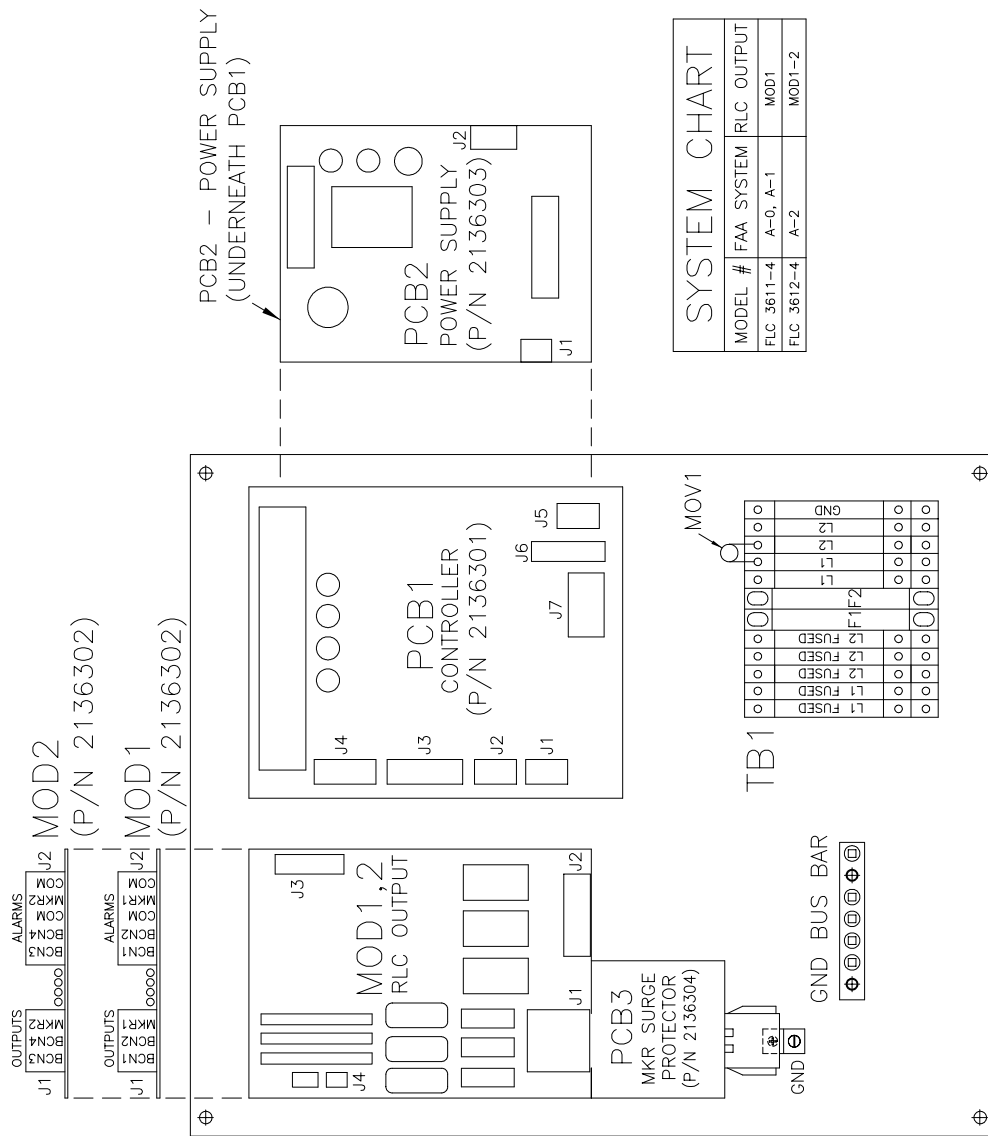 MOD2
(P/N 2136302)
OUTPUTS
ALARMS
J1
BCN3
BCN4
MKR2
BCN3
BCN4
COM
MKR2
COM
J2
MOD1
(P/N 2136302)
OUTPUTS
ALARMS
J1
BCN1
BCN2
MKR1
BCN1
BCN2
COM
MKR1
COM
J2
J3
MOD1,2
RLC OUTPUT
J4
J1
J2
PCB3
MKR SURGE
PROTECTOR
(P/N 2136304)
GND
GND BUS BAR
PCB1
CONTROLLER
(P/N 2136301)
J4
J3
J2
J1
J5
J6
J7
TB1
L1 FUSED
L1 FUSED
L2 FUSED
L2 FUSED
L2 FUSED
F1
F2
L1
L1
L2
L2
GND
MOV1
PCB2 - POWER SUPPLY
(UNDERNEATH PCB1)
PCB2
POWER SUPPLY
(P/N 2136303)
J1
J2
SYSTEM CHART
MODEL # FAA SYSTEM RLC OUTPUT
FLC 3611-4 A-0, A-1 MOD1
FLC 3612-4 A-2 MOD1-2